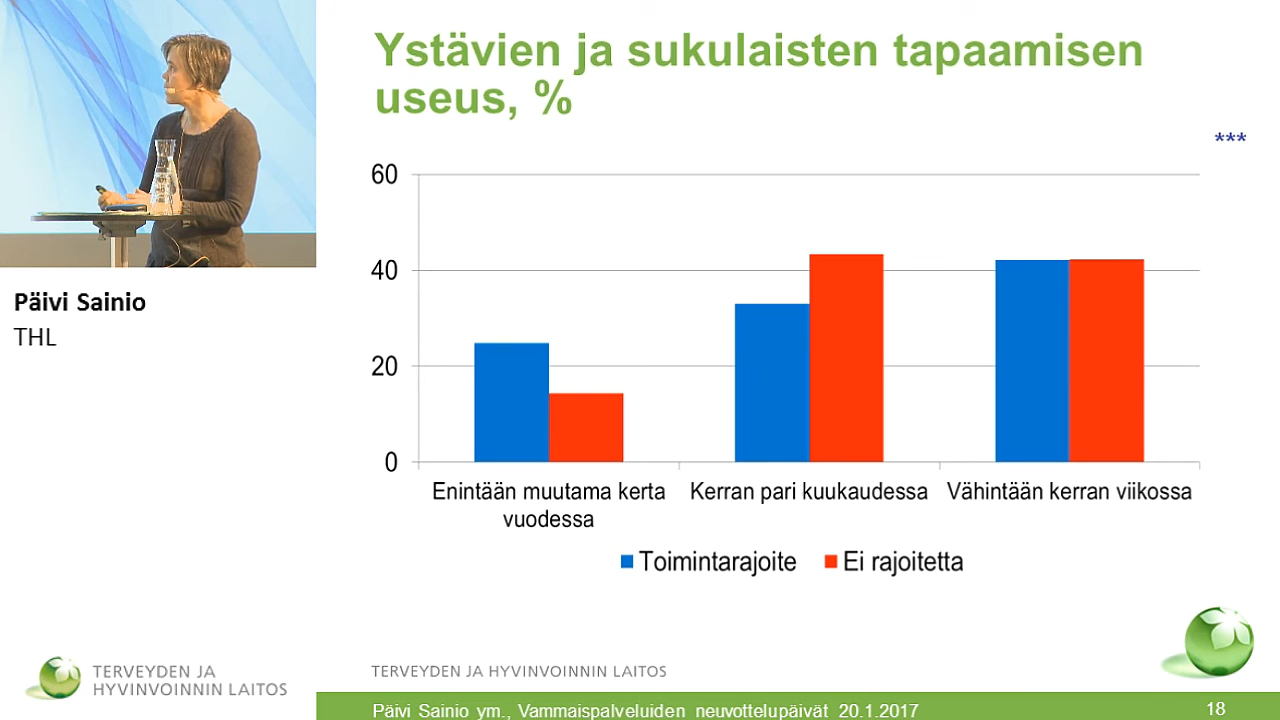 Ystävien ja sukulaisten tapaamisen
useus, %
***
60
40
20
0
Enintään muutama kerta
vuodessa
Kerran pari kuukaudessa
Vähintään kerran viikossa
Toimintarajoite
Ei rajoitetta
Päivi Sainio
THL
TERVEYDEN JA
HYVINVOINNIN LAITOS
TERVEYDEN JA HYVINVOINNIN LAITOS
Päivi Sainio ym., Vammaispalveluiden neuvottelupäivät 20.1.2017
18